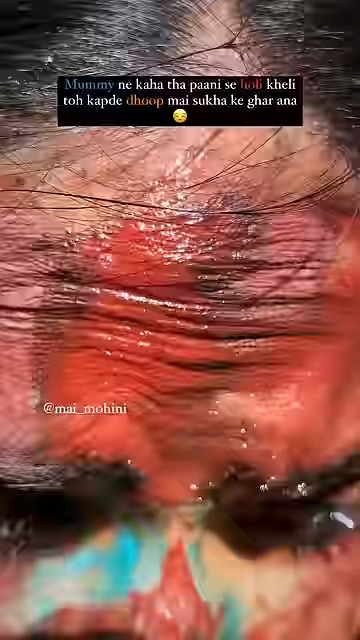 Mummy ne kaha tha paani se holi kheli
toh kapde dhoop mai sukha ke ghar ana
😒
@mai_mohini